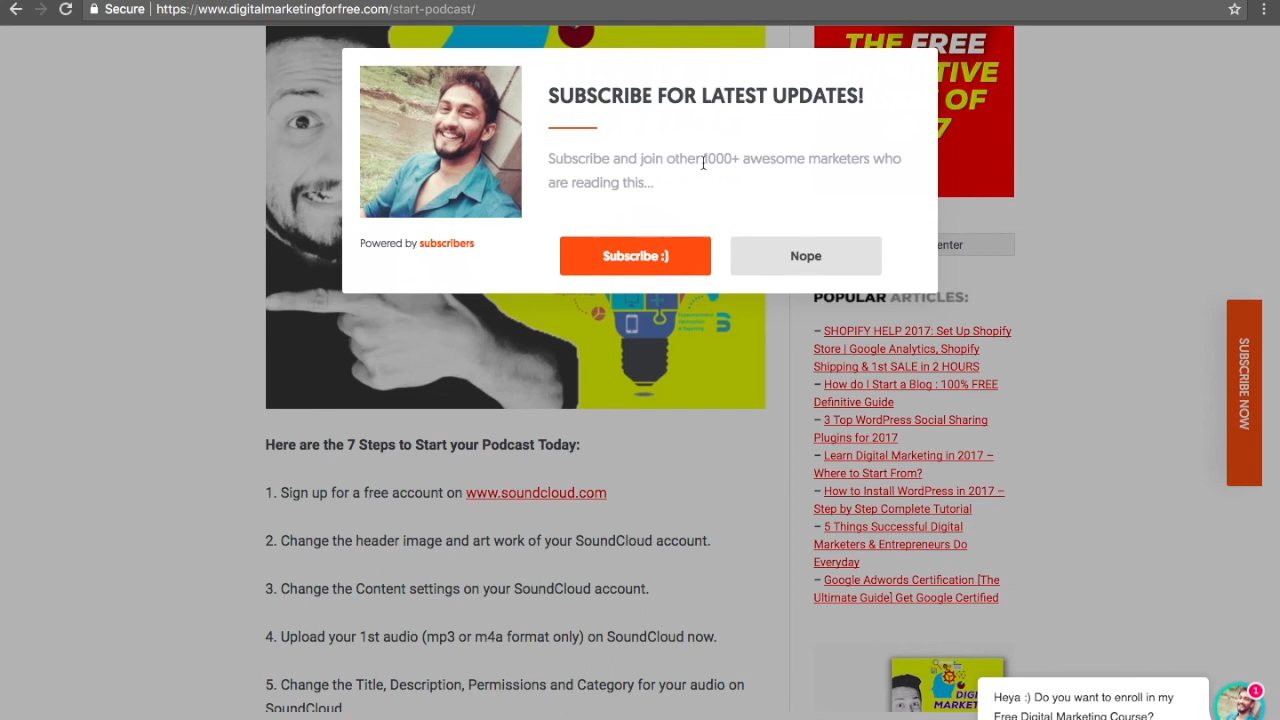 Secure | https://www.digitalmarketingforfree.com/start-podcast/
THE FREE
SUBSCRIBE FOR LATEST UPDATES!
Subscribe and join other 1000+ awesome marketers who
are reading this...
Powered by subscribers
Subscribe :)
Nope
OF
7
enter
POPULAR ARTICLES:
– SHOPIFY HELP 2017: Set Up Shopify
Store | Google Analytics, Shopify
Shipping & 1st SALE in 2 HOURS
– How do I Start a Blog : 100% FREE
Definitive Guide
– 3 Top WordPress Social Sharing
Plugins for 2017
– Learn Digital Marketing in 2017 –
Where to Start From?
– How to Install WordPress in 2017 –
Step by Step Complete Tutorial
– 5 Things Successful Digital
Marketers & Entrepreneurs Do
Everyday
– Google Adwords Certification [The
Ultimate Guide] Get Google Certified
SUBSCRIBE NOW
Here are the 7 Steps to Start your Podcast Today:
1. Sign up for a free account on www.soundcloud.com
2. Change the header image and art work of your SoundCloud account.
3. Change the Content settings on your SoundCloud account.
4. Upload your 1st audio (mp3 or m4a format only) on SoundCloud now.
5. Change the Title, Description, Permissions and Category for your audio on
SoundCloud
1
Heya :) Do you want to enroll in my
Free Digital Marketing Course?